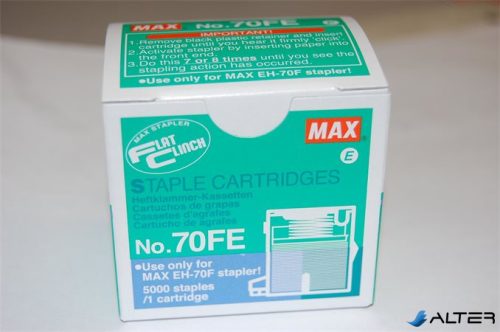 MAX
No.70FE
IMPORTANT!
1. Remove black plastic retainer and insert
cartridge until you hear it firmly "click"
2. Activate stapler by inserting paper into
the front end.
3. Do this 7 or 8 times until you see the
stapling action has occurred.
●Use only for MAX EH-70F stapler!
MAX STAPLER
FLAT
CLINCH
MAX
E
STAPLE CARTRIDGES
Heftklammer-Kassetten
Cartuchos de grapas
Cassettes d'agrafes
Cartucho de agrafes
No.70FE
●Use only for
MAX EH-70F stapler!
5000 staples
/1 cartridge
ALTER